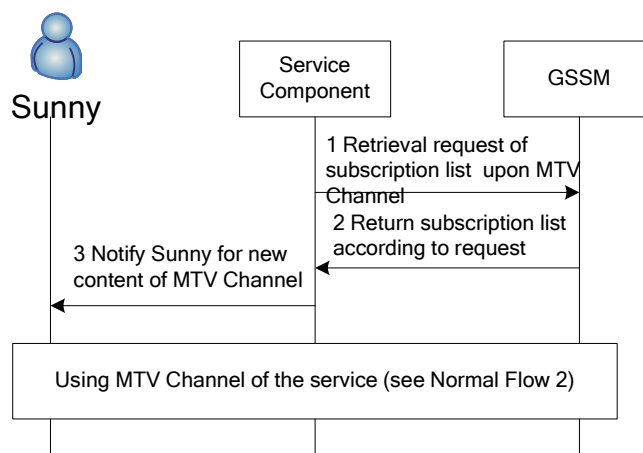 Sunny
Service
Component
GSSM
1 Retrieval request of
subscription list upon MTV
Channel
2 Return subscription list
according to request
3 Notify Sunny for new
content of MTV Channel
Using MTV Channel of the service (see Normal Flow 2)